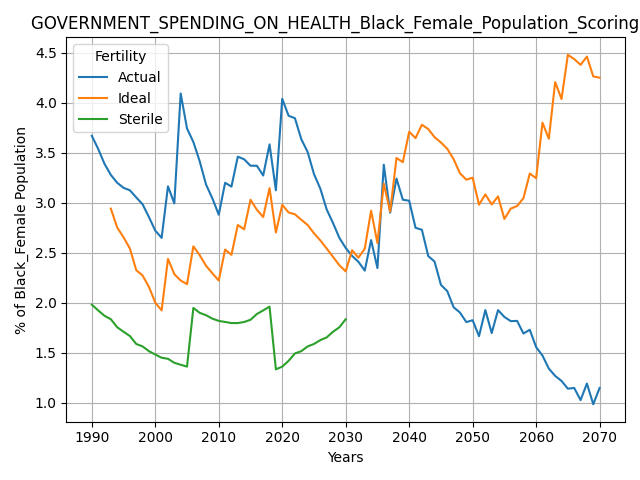 GOVERNMENT_SPENDING_ON_HEALTH_Black_Female_Population_Scoring
Fertility
Actual
Ideal
Sterile
% of Black_Female Population
4.5
4.0
3.5
3.0
2.5
2.0
1.5
1.0
1990 2000 2010 2020 2030 2040 2050 2060 2070
Years